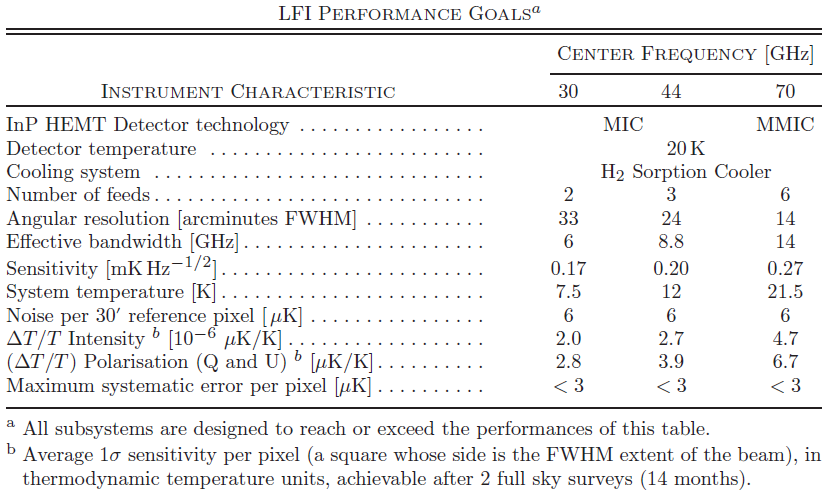 LFI PERFORMANCE GOALSᵃ
CENTER FREQUENCY [GHz]
INSTRUMENT CHARACTERISTIC 30 44 70
InP HEMT Detector technology .................. MIC MMIC
Detector temperature .......................... 20 K
Cooling system ................................ H₂ Sorption Cooler
Number of feeds ............................... 2 3 6
Angular resolution [arcminutes FWHM] ........... 33 24 14
Effective bandwidth [GHz] ...................... 6 8.8 14
Sensitivity [mK Hz⁻¹/²] ........................ 0.17 0.20 0.27
System temperature [K] ......................... 7.5 12 21.5
Noise per 30′ reference pixel [μK] ............. 6 6 6
ΔT/T Intensity ᵇ [10⁻⁶ μK/K] ................... 2.0 2.7 4.7
(ΔT/T) Polarisation (Q and U) ᵇ [μK/K] .......... 2.8 3.9 6.7
Maximum systematic error per pixel [μK] ......... < 3 < 3 < 3
ᵃ All subsystems are designed to reach or exceed the performances of this table.
ᵇ Average 1σ sensitivity per pixel (a square whose side is the FWHM extent of the beam), in
thermodynamic temperature units, achievable after 2 full sky surveys (14 months).